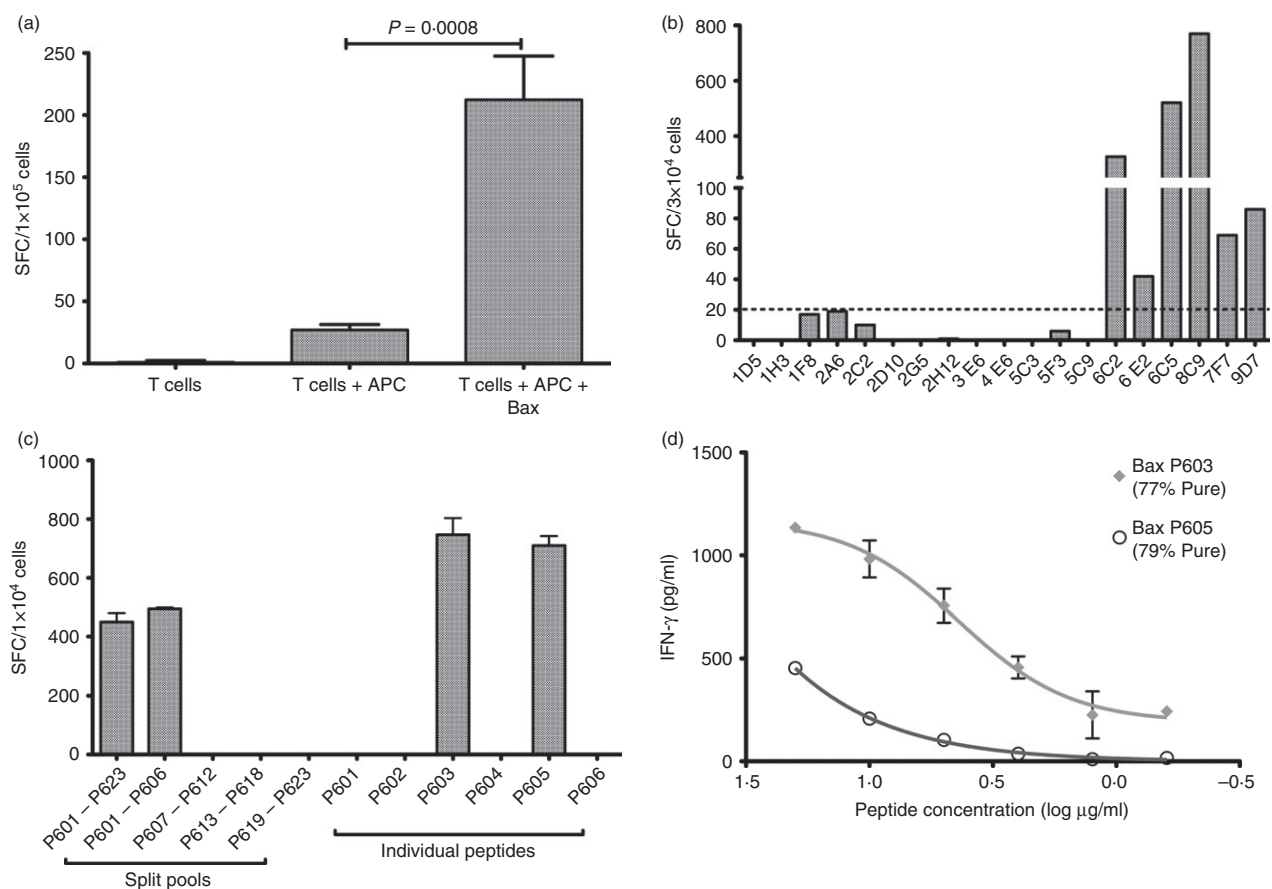 (a)
P = 0·0008
250
200
150
100
50
0
SFC/1×10⁵ cells
T cells
T cells + APC
T cells + APC +
Bax
(b)
800
600
400
100
80
60
40
20
0
SFC/3×10⁴ cells
1D5
1H3
1F8
2A6
2C2
2D10
2G5
2H12
3 E6
4 E6
5C3
5F3
5C9
6C2
6 E2
6C5
8C9
7F7
9D7
(c)
1000
800
600
400
200
0
SFC/1×10⁴ cells
P601 – P623
P601 – P606
P607 – P612
P613 – P618
P619 – P623
P601
P602
P603
P604
P605
P606
Split pools
Individual peptides
(d)
1500
1000
500
0
IFN-γ (pg/ml)
Bax P603
(77% Pure)
Bax P605
(79% Pure)
1·5
1·0
0·5
0·0
–0·5
Peptide concentration (log µg/ml)